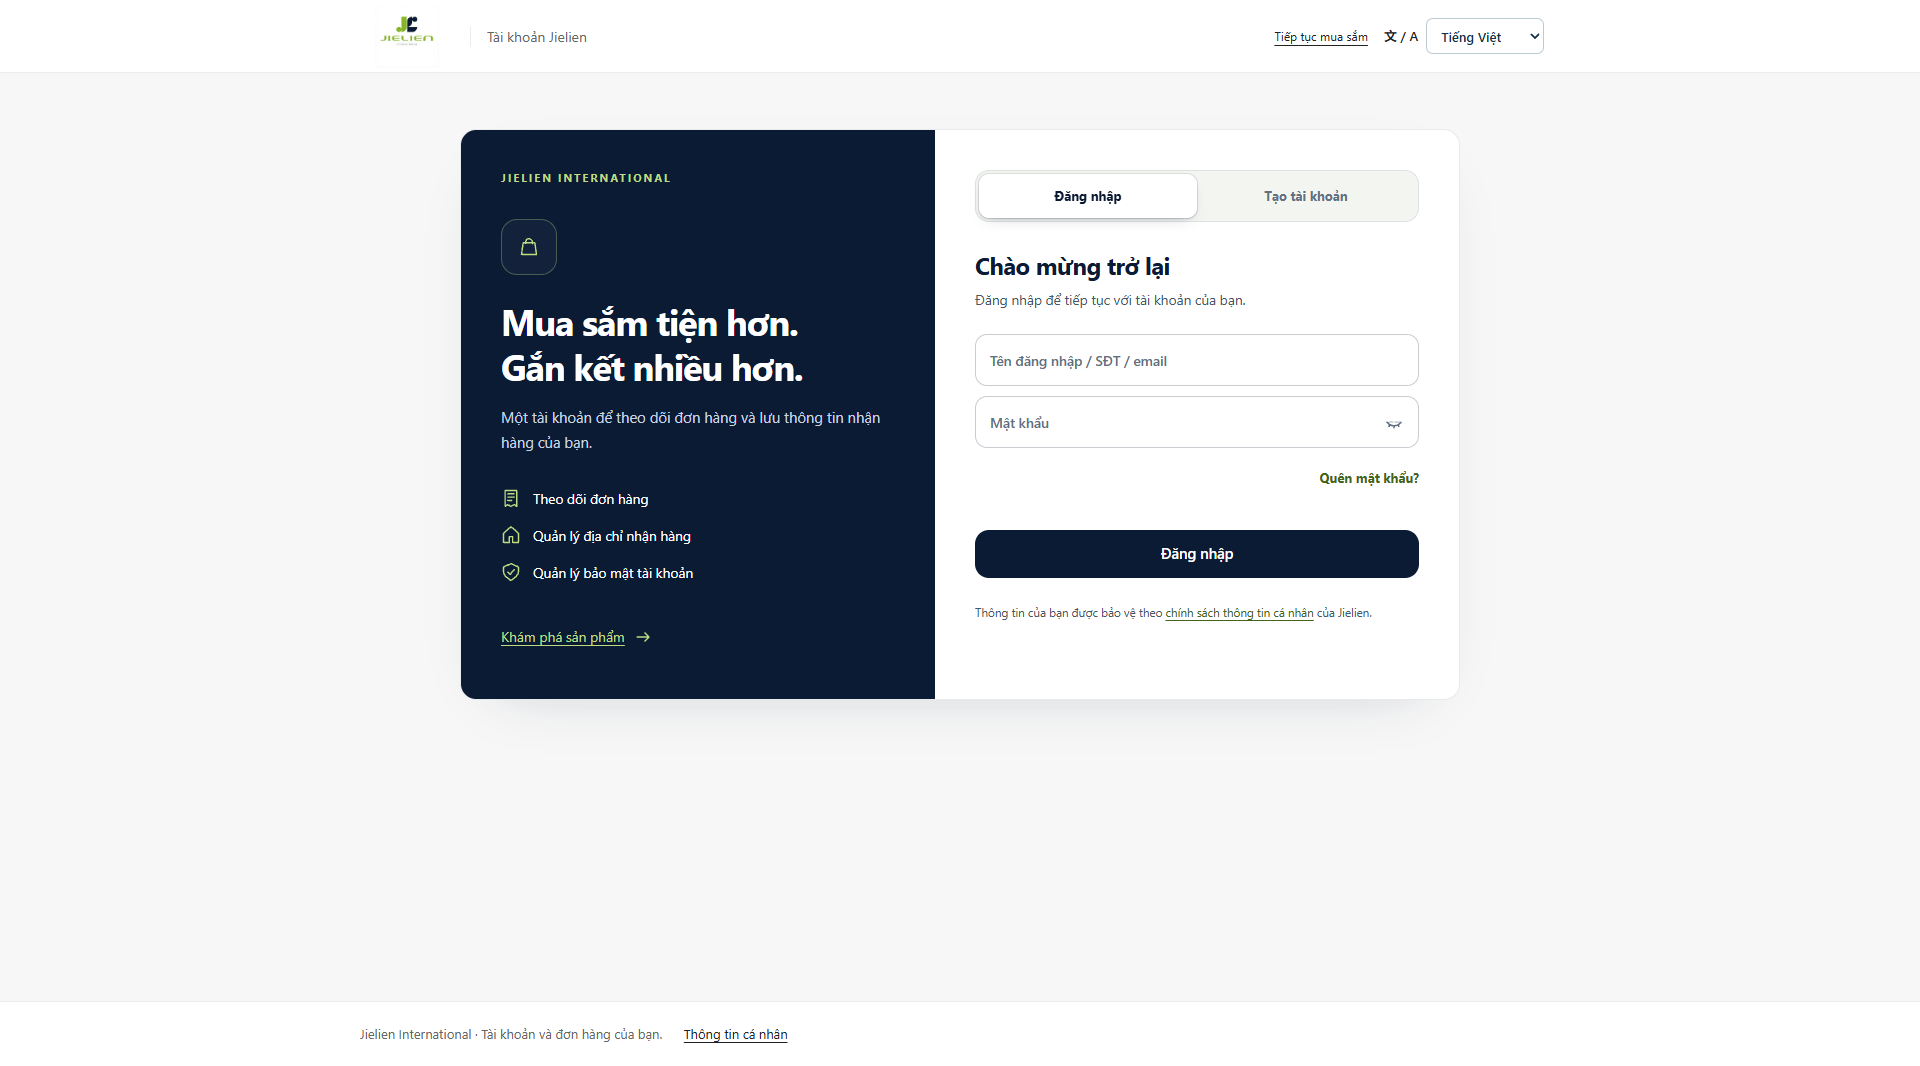 JIELIEN
Tài khoản Jielien
Tiếp tục mua sắm
文 / A
Tiếng Việt
JIELIEN INTERNATIONAL
Mua sắm tiện hơn.
Gắn kết nhiều hơn.
Một tài khoản để theo dõi đơn hàng và lưu thông tin nhận
hàng của bạn.
Theo dõi đơn hàng
Quản lý địa chỉ nhận hàng
Quản lý bảo mật tài khoản
Khám phá sản phẩm →
Đăng nhập
Tạo tài khoản
Chào mừng trở lại
Đăng nhập để tiếp tục với tài khoản của bạn.
Tên đăng nhập / SĐT / email
Mật khẩu
Quên mật khẩu?
Đăng nhập
Thông tin của bạn được bảo vệ theo chính sách thông tin cá nhân của Jielien.
Jielien International · Tài khoản và đơn hàng của bạn.
Thông tin cá nhân